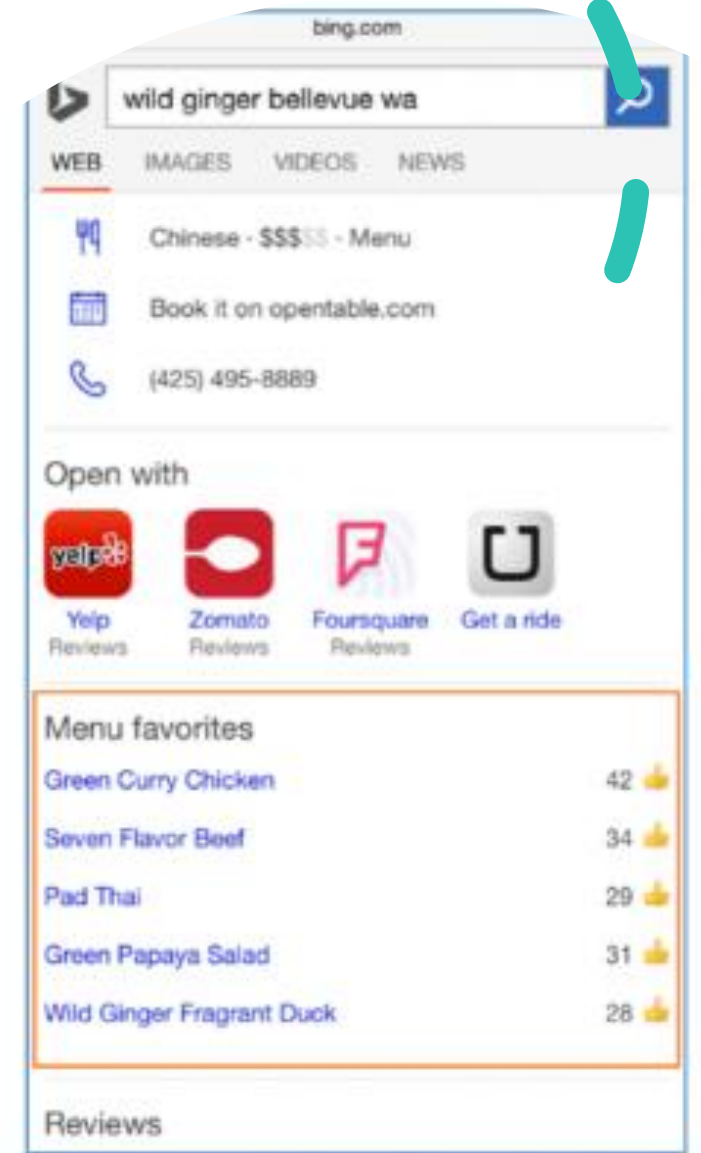 bing.com
wild ginger bellevue wa
WEB IMAGES VIDEOS NEWS
Chinese - $$$$$ - Menu
Book it on opentable.com
(425) 495-8889
Open with
yelp
Yelp Zomato Foursquare Get a ride
Reviews Reviews Reviews
Menu favorites
Green Curry Chicken 42
Seven Flavor Beef 34
Pad Thai 29
Green Papaya Salad 31
Wild Ginger Fragrant Duck 28
Reviews